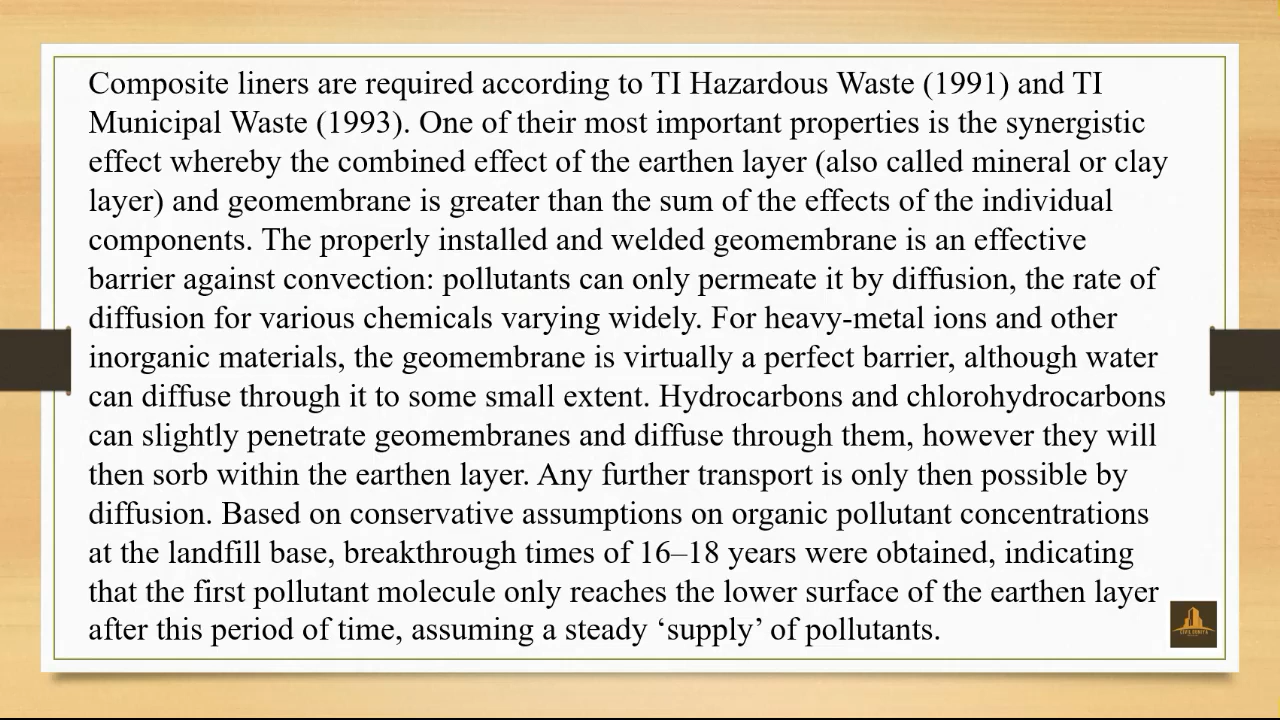 Composite liners are required according to TI Hazardous Waste (1991) and TI
Municipal Waste (1993). One of their most important properties is the synergistic
effect whereby the combined effect of the earthen layer (also called mineral or clay
layer) and geomembrane is greater than the sum of the effects of the individual
components. The properly installed and welded geomembrane is an effective
barrier against convection: pollutants can only permeate it by diffusion, the rate of
diffusion for various chemicals varying widely. For heavy-metal ions and other
inorganic materials, the geomembrane is virtually a perfect barrier, although water
can diffuse through it to some small extent. Hydrocarbons and chlorohydrocarbons
can slightly penetrate geomembranes and diffuse through them, however they will
then sorb within the earthen layer. Any further transport is only then possible by
diffusion. Based on conservative assumptions on organic pollutant concentrations
at the landfill base, breakthrough times of 16–18 years were obtained, indicating
that the first pollutant molecule only reaches the lower surface of the earthen layer
after this period of time, assuming a steady ‘supply’ of pollutants.